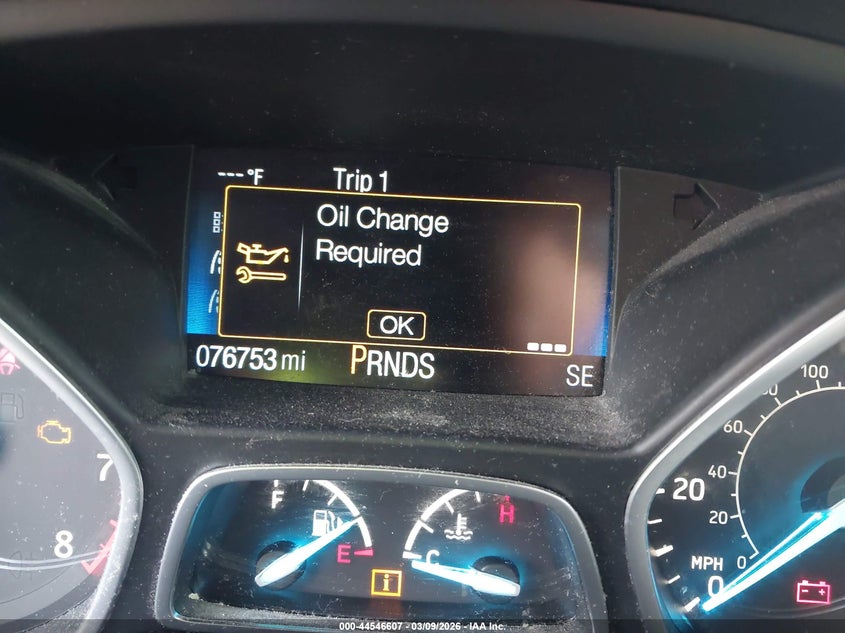 ---°F Trip 1
Oil Change
Required
OK
076753 mi PRNDS SE
7
8
F
E
H
C
i
100
80
60
40
20
0
20
0
MPH
000-44546607 - 03/09/2026 - IAA Inc.